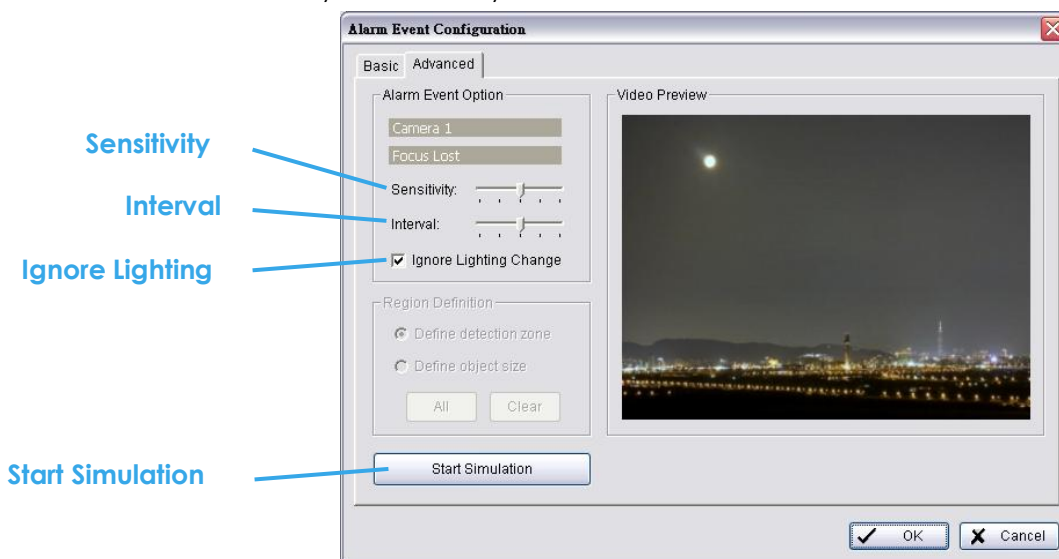 Alarm Event Configuration
Basic
Advanced
Alarm Event Option
Camera 1
Focus Lost
Sensitivity:
Interval:
Ignore Lighting Change
Region Definition
Define detection zone
Define object size
All
Clear
Start Simulation
Video Preview
OK
Cancel
Sensitivity
Interval
Ignore Lighting
Start Simulation